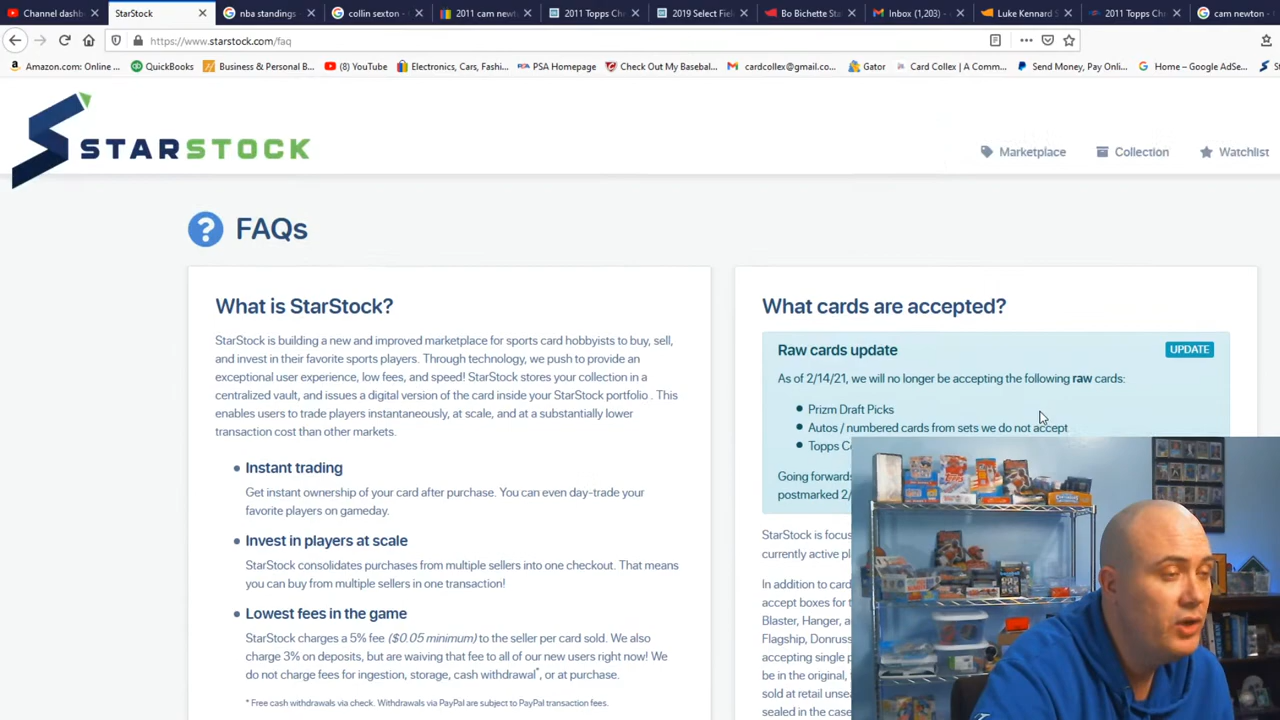 Channel dashb
StarStock
nba standings
collin sexton -
2011 cam newt
2011 Topps Chr
2019 Select Fiel
Bo Bichette Sta
Inbox (1,203) -
Luke Kennard S
2011 Topps Ch
cam newton -
https://www.starstock.com/faq
Amazon.com: Online ...
QuickBooks
Business & Personal B...
(8) YouTube
Electronics, Cars, Fashi...
PSA Homepage
Check Out My Basebal...
cardcollex@gmail.co...
Gator
Card Collex | A Comm...
Send Money, Pay Onli...
Home – Google AdSe...
STARSTOCK
Marketplace
Collection
Watchlist
FAQs
What is StarStock?
StarStock is building a new and improved marketplace for sports card hobbyists to buy, sell,
and invest in their favorite sports players. Through technology, we push to provide an
exceptional user experience, low fees, and speed! StarStock stores your collection in a
centralized vault, and issues a digital version of the card inside your StarStock portfolio . This
enables users to trade players instantaneously, at scale, and at a substantially lower
transaction cost than other markets.
Instant trading
Get instant ownership of your card after purchase. You can even day-trade your
favorite players on gameday.
Invest in players at scale
StarStock consolidates purchases from multiple sellers into one checkout. That means
you can buy from multiple sellers in one transaction!
Lowest fees in the game
StarStock charges a 5% fee ($0.05 minimum) to the seller per card sold. We also
charge 3% on deposits, but are waiving that fee to all of our new users right now! We
do not charge fees for ingestion, storage, cash withdrawal*, or at purchase.
* Free cash withdrawals via check. Withdrawals via PayPal are subject to PayPal transaction fees.
What cards are accepted?
Raw cards update
UPDATE
As of 2/14/21, we will no longer be accepting the following raw cards:
Prizm Draft Picks
Autos / numbered cards from sets we do not accept
Topps C
Going forwards
postmarked 2/
StarStock is focus
currently active pl
In addition to card
accept boxes for t
Blaster, Hanger, a
Flagship, Donruss
accepting single p
be in the original,
sold at retail unsea
sealed in the case